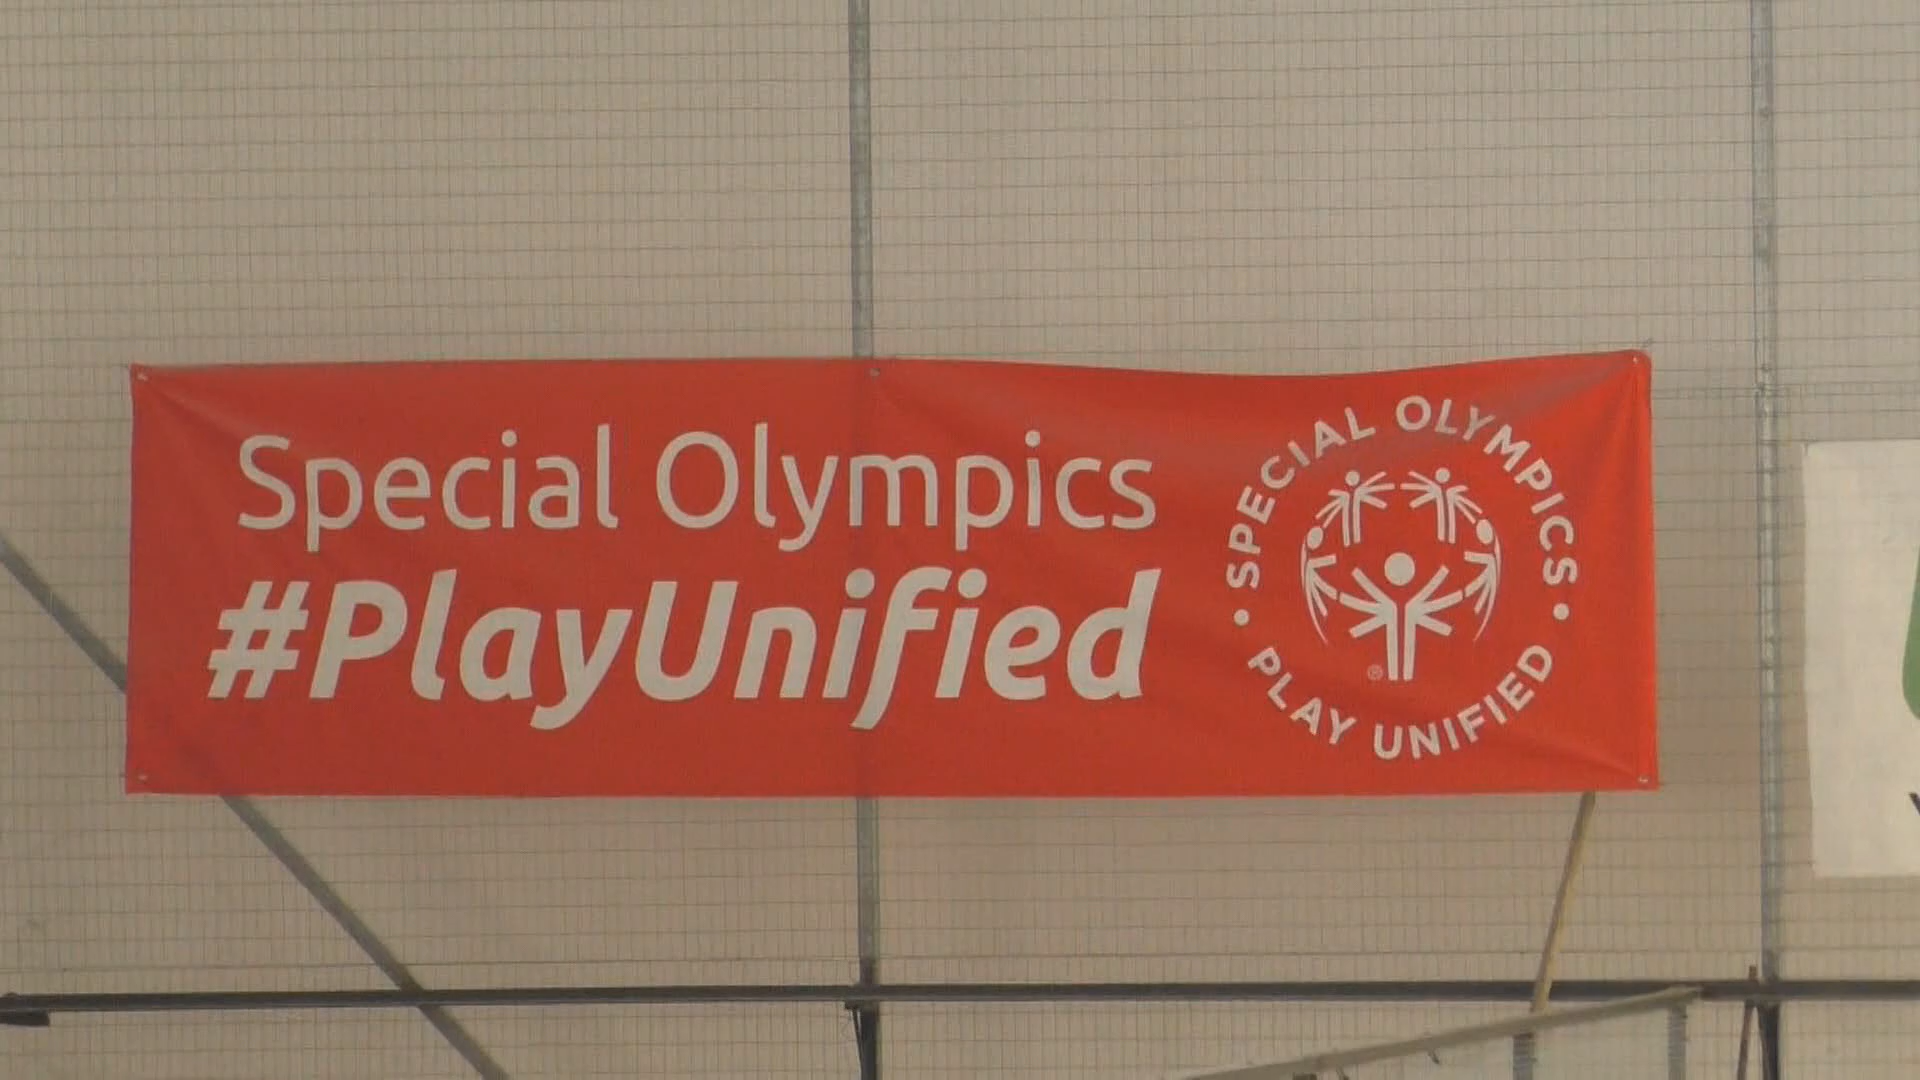 Special Olympics
#PlayUnified
SPECIAL OLYMPICS
• PLAY UNIFIED •
®